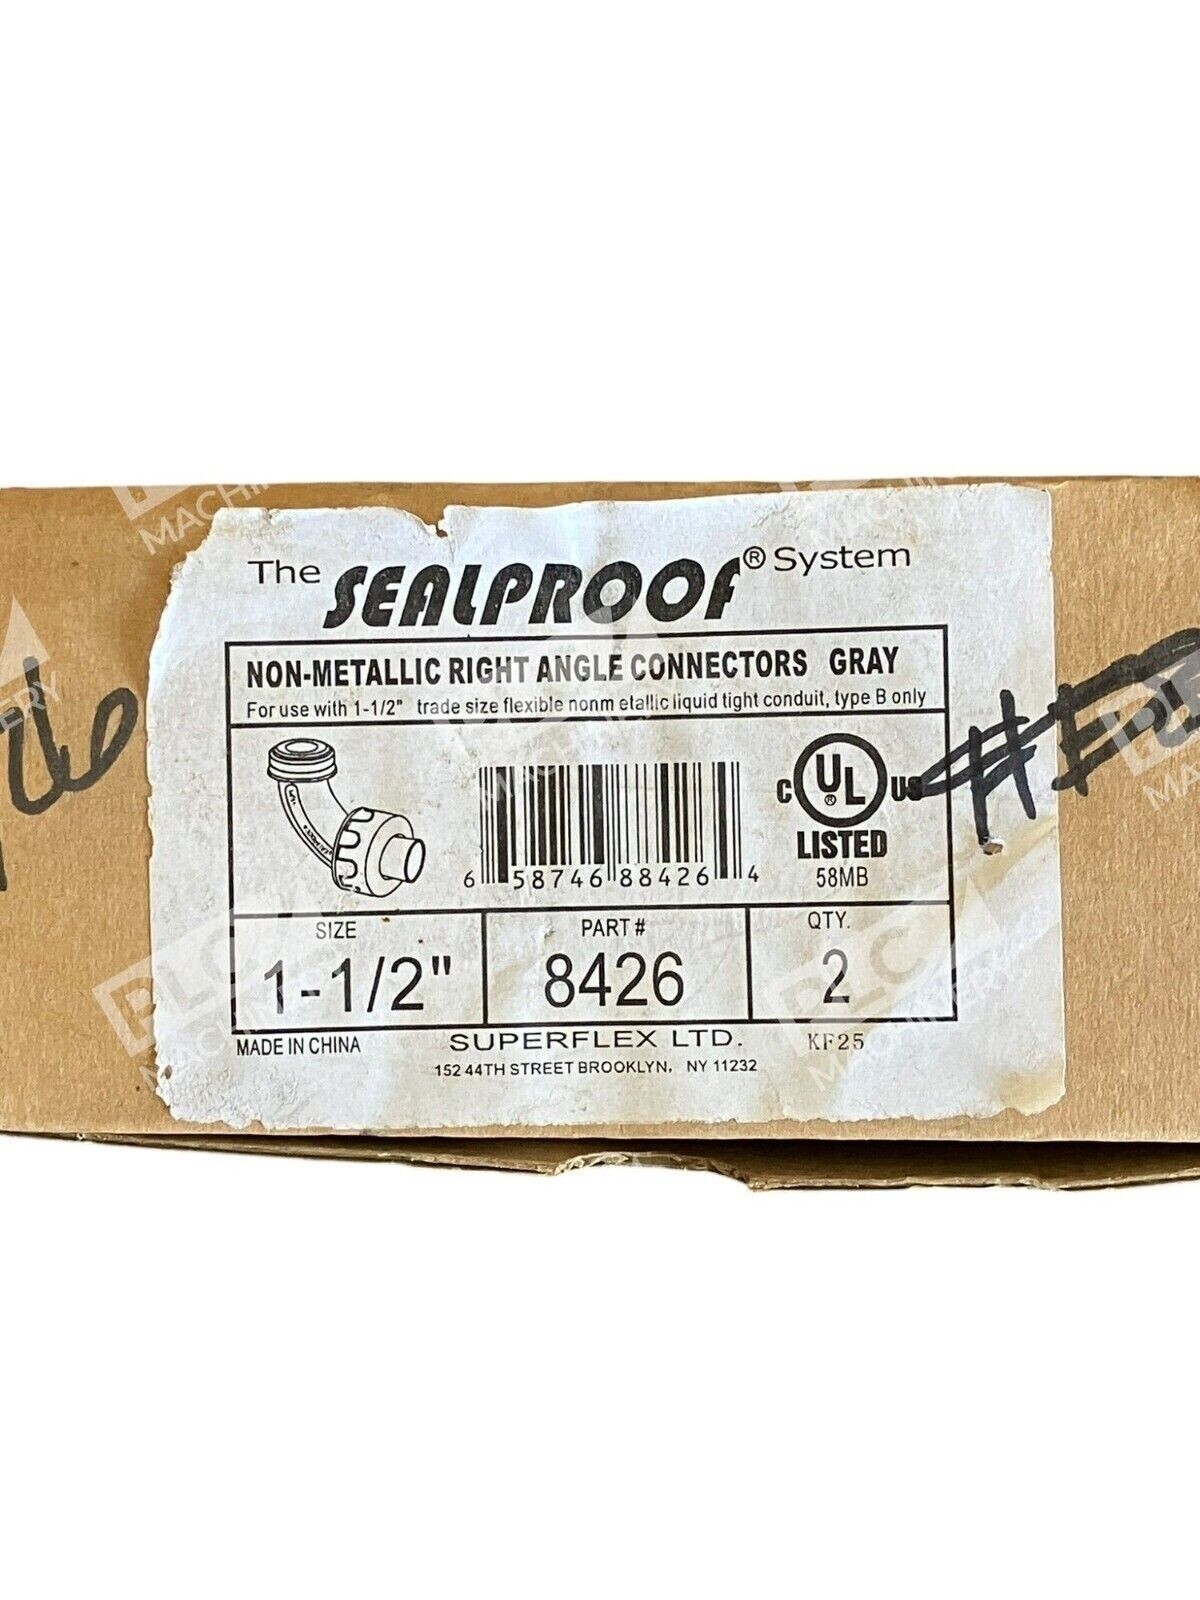 The SEALPROOF® System
NON-METALLIC RIGHT ANGLE CONNECTORS GRAY
For use with 1-1/2" trade size flexible nonm etallic liquid tight conduit, type B only
6 58746 88426 4
C UL® US
LISTED
58MB
SIZE
1-1/2"
PART #
8426
QTY.
2
MADE IN CHINA
SUPERFLEX LTD.
KF25
152 44TH STREET BROOKLYN, NY 11232
DLC
MACHINERY